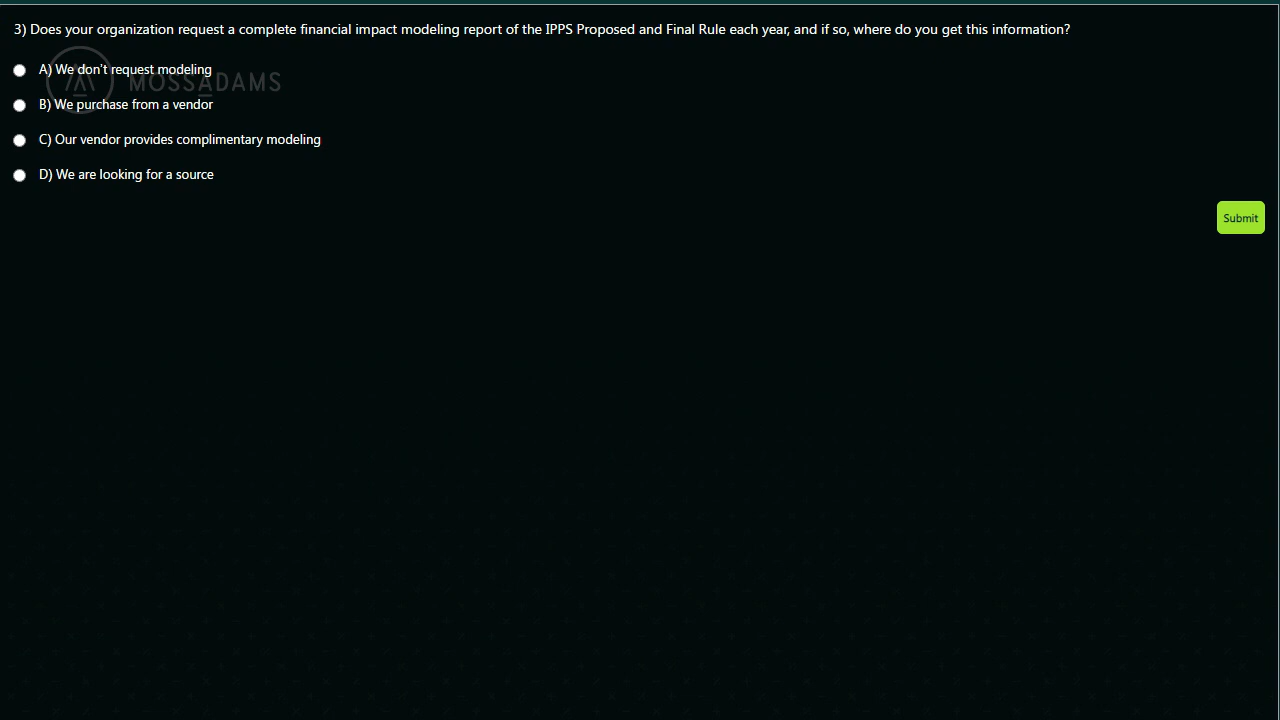 3) Does your organization request a complete financial impact modeling report of the IPPS Proposed and Final Rule each year, and if so, where do you get this information?
A) We don't request modeling
MOSSADAMS
B) We purchase from a vendor
C) Our vendor provides complimentary modeling
D) We are looking for a source
Submit